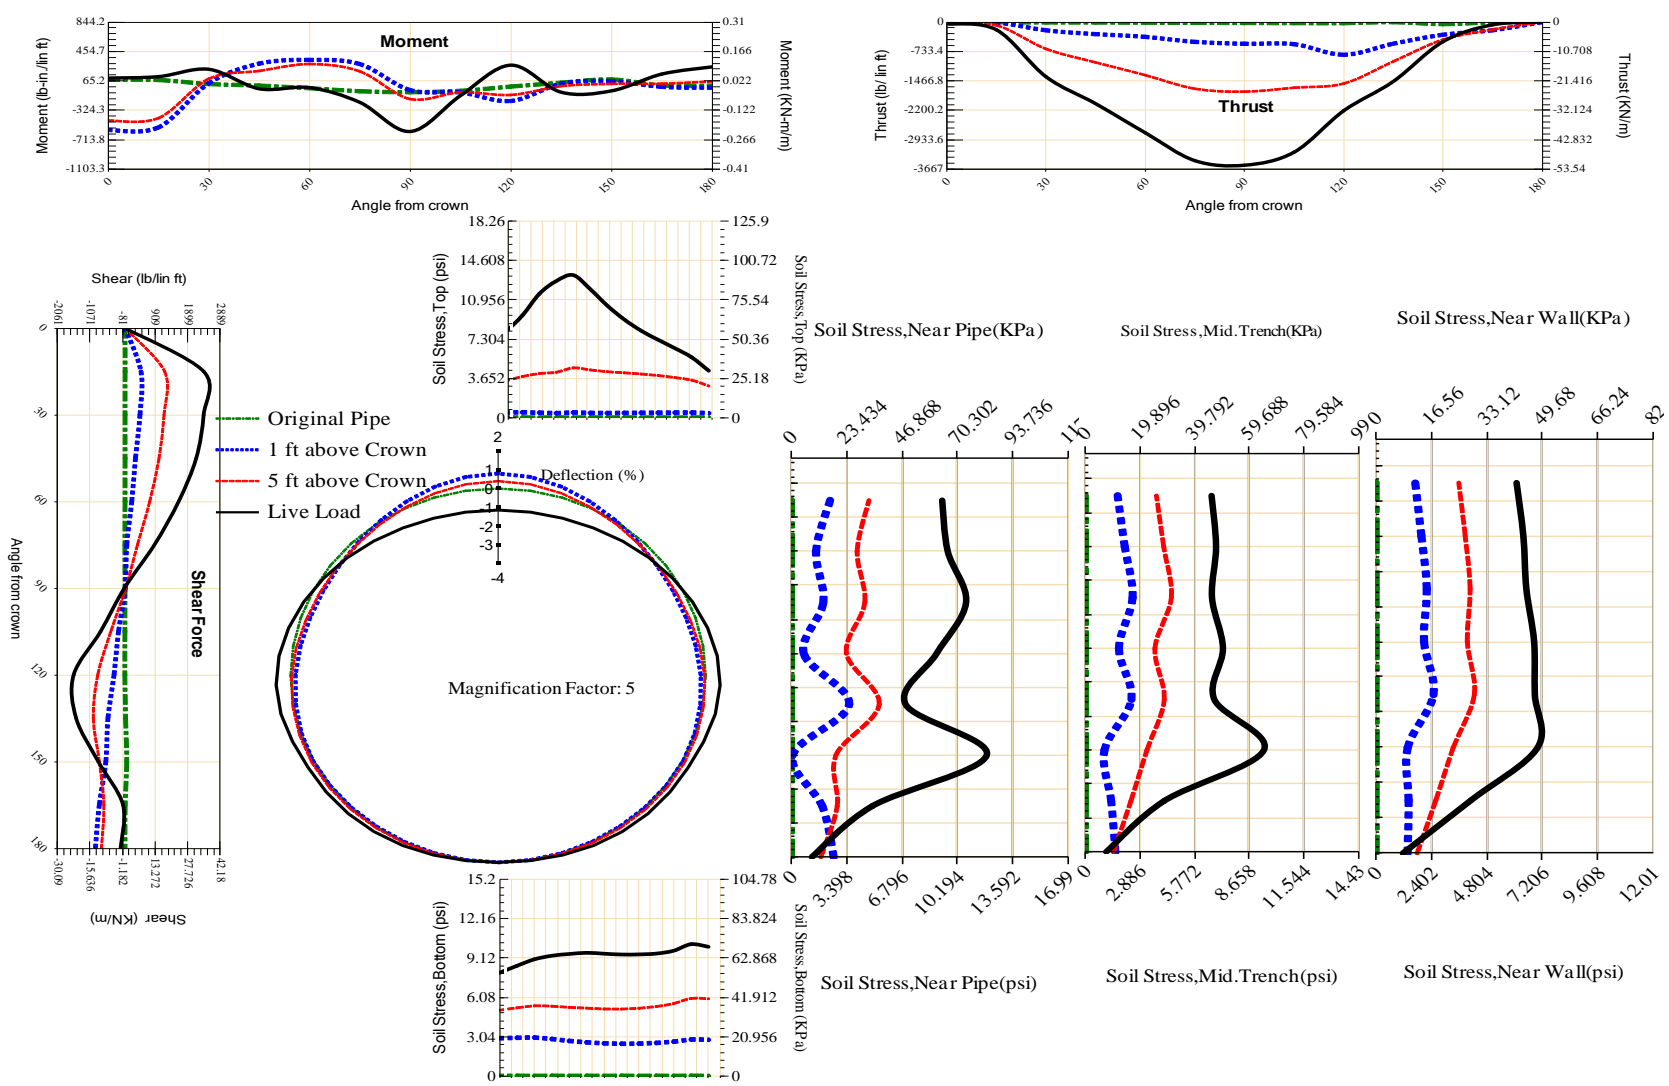 844.2
454.7
65.2
-324.3
-713.8
-1103.3
Moment (lb-in /lin ft)
Moment
0.31
0.166
0.022
-0.122
-0.266
-0.41
Moment (KN-m/m)
0 30 60 90 120 150 180
Angle from crown
0
-733.4
-1466.8
-2200.2
-2933.6
-3667
Thrust (lb/ lin ft)
Thrust
0
-10.708
-21.416
-32.124
-42.832
-53.54
Thrust (KN/m)
0 30 60 90 120 150 180
Angle from crown
18.26
14.608
10.956
7.304
3.652
0
Soil Stress,Top (psi)
125.9
100.72
75.54
50.36
25.18
0
Soil Stress,Top (KPa)
Shear (lb/lin ft)
-2061 -1071 -81 909 1899 2889
0
30
60
90
120
150
180
Angle from crown
Shear Force
-30.09 -15.636 -1.182 13.272 27.726 42.18
Shear (KN/m)
Original Pipe
1 ft above Crown
5 ft above Crown
Live Load
2
1
0
-1
-2
-3
-4
Deflection (%)
Magnification Factor: 5
15.2
12.16
9.12
6.08
3.04
0
Soil Stress,Bottom (psi)
104.78
83.824
62.868
41.912
20.956
0
Soil Stress,Bottom (KPa)
Soil Stress,Near Pipe(KPa)
0 23.434 46.868 70.302 93.736
0 3.398 6.796 10.194 13.592 16.99
Soil Stress,Near Pipe(psi)
Soil Stress,Mid.Trench(KPa)
0 19.896 39.792 59.688 79.584
0 2.886 5.772 8.658 11.544 14.43
Soil Stress,Mid.Trench(psi)
Soil Stress,Near Wall(KPa)
0 16.56 33.12 49.68 66.24 82
0 2.402 4.804 7.206 9.608 12.01
Soil Stress,Near Wall(psi)